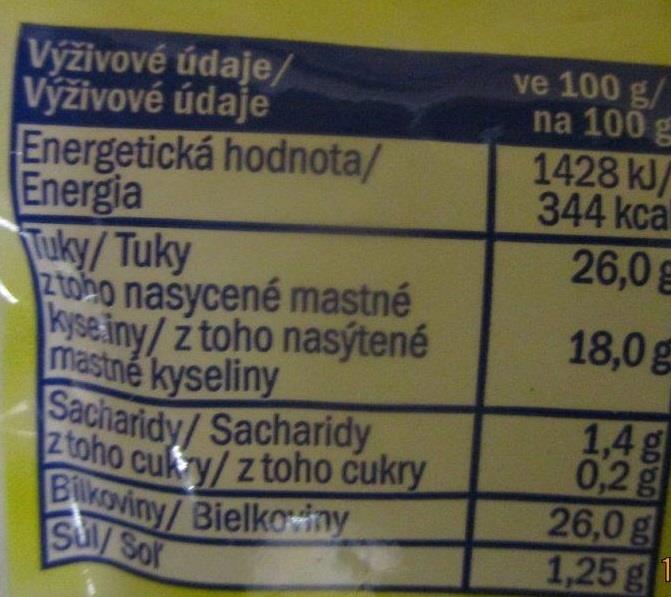 Výživové údaje/ ve 100 g/
Výživové údaje na 100 g
Energetická hodnota/ 1428 kJ/
Energia 344 kca
Tuky/ Tuky 26,0 g
z toho nasycené mastné
kyseliny/ z toho nasýtené 18,0 g
mastné kyseliny
Sacharidy/ Sacharidy 1,4 g
z toho cukry/ z toho cukry 0,2 g
Bílkoviny/ Bielkoviny 26,0 g
Sůl/ Soľ 1,25 g
1